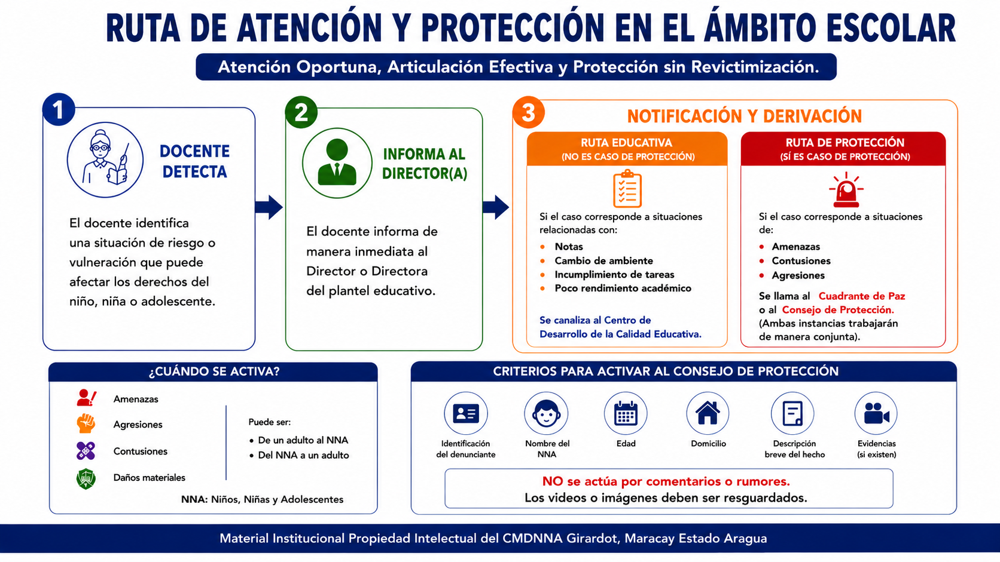 RUTA DE ATENCIÓN Y PROTECCIÓN EN EL ÁMBITO ESCOLAR
Atención Oportuna, Articulación Efectiva y Protección sin Revictimización.
1
DOCENTE
DETECTA
El docente identifica
una situación de riesgo o
vulneración que puede
afectar los derechos del
niño, niña o adolescente.
2
INFORMA AL
DIRECTOR(A)
El docente informa de
manera inmediata al
Director o Directora
del plantel educativo.
3
NOTIFICACIÓN Y DERIVACIÓN
RUTA EDUCATIVA
(NO ES CASO DE PROTECCIÓN)
Si el caso corresponde a situaciones
relacionadas con:
• Notas
• Cambio de ambiente
• Incumplimiento de tareas
• Poco rendimiento académico
Se canaliza al Centro de
Desarrollo de la Calidad Educativa.
RUTA DE PROTECCIÓN
(SÍ ES CASO DE PROTECCIÓN)
Si el caso corresponde a situaciones
de:
• Amenazas
• Contusiones
• Agresiones
Se llama al Cuadrante de Paz
o al Consejo de Protección.
(Ambas instancias trabajarán
de manera conjunta).
¿CUÁNDO SE ACTIVA?
Amenazas
Agresiones
Contusiones
Daños materiales
Puede ser:
• De un adulto al NNA
• Del NNA a un adulto
NNA: Niños, Niñas y Adolescentes
CRITERIOS PARA ACTIVAR AL CONSEJO DE PROTECCIÓN
Identificación
del denunciante
Nombre del
NNA
Edad
Domicilio
Descripción
breve del hecho
Evidencias
(si existen)
NO se actúa por comentarios o rumores.
Los videos o imágenes deben ser resguardados.
Material Institucional Propiedad Intelectual del CMDNNA Girardot, Maracay Estado Aragua